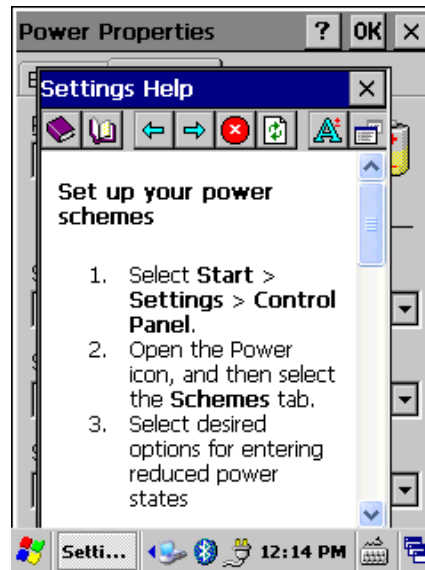 Power Properties ? OK ×
Settings Help ×
Set up your power
schemes
1. Select Start >
Settings > Control
Panel.
2. Open the Power
icon, and then select
the Schemes tab.
3. Select desired
options for entering
reduced power
states
Setti... 12:14 PM